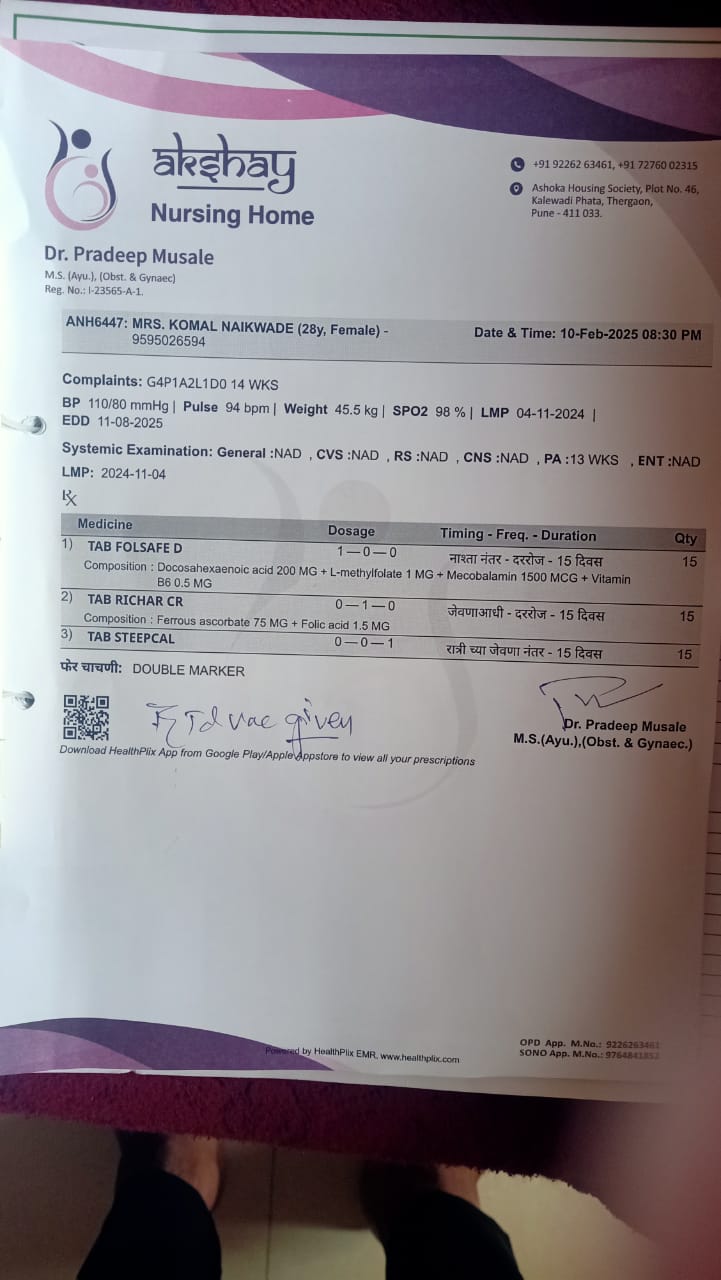 akshay
Nursing Home
+91 92262 63461, +91 72760 02315
Ashoka Housing Society, Plot No. 46,
Kalewadi Phata, Thergaon,
Pune - 411 033.
Dr. Pradeep Musale
M.S. (Ayu.), (Obst. & Gynaec)
Reg. No.: I-23565-A-1.
ANH6447: MRS. KOMAL NAIKWADE (28y, Female) -
9595026594
Date & Time: 10-Feb-2025 08:30 PM
Complaints: G4P1A2L1D0 14 WKS
BP 110/80 mmHg | Pulse 94 bpm | Weight 45.5 kg | SPO2 98 % | LMP 04-11-2024 |
EDD 11-08-2025
Systemic Examination: General :NAD , CVS :NAD , RS :NAD , CNS :NAD , PA :13 WKS , ENT :NAD
LMP: 2024-11-04
℞
Medicine Dosage Timing - Freq. - Duration Qty
1) TAB FOLSAFE D 1—0—0 नाश्ता नंतर - दररोज - 15 दिवस 15
Composition : Docosahexaenoic acid 200 MG + L-methylfolate 1 MG + Mecobalamin 1500 MCG + Vitamin
B6 0.5 MG
2) TAB RICHAR CR 0—1—0 जेवणाआधी - दररोज - 15 दिवस 15
Composition : Ferrous ascorbate 75 MG + Folic acid 1.5 MG
3) TAB STEEPCAL 0—0—1 रात्री च्या जेवणा नंतर - 15 दिवस 15
फेर चाचणी: DOUBLE MARKER
Td vac given
Dr. Pradeep Musale
M.S.(Ayu.),(Obst. & Gynaec.)
Download HealthPlix App from Google Play/Apple Appstore to view all your prescriptions
Powered by HealthPlix EMR, www.healthplix.com
OPD App. M.No.: 9226263461
SONO App. M.No.: 9764841852